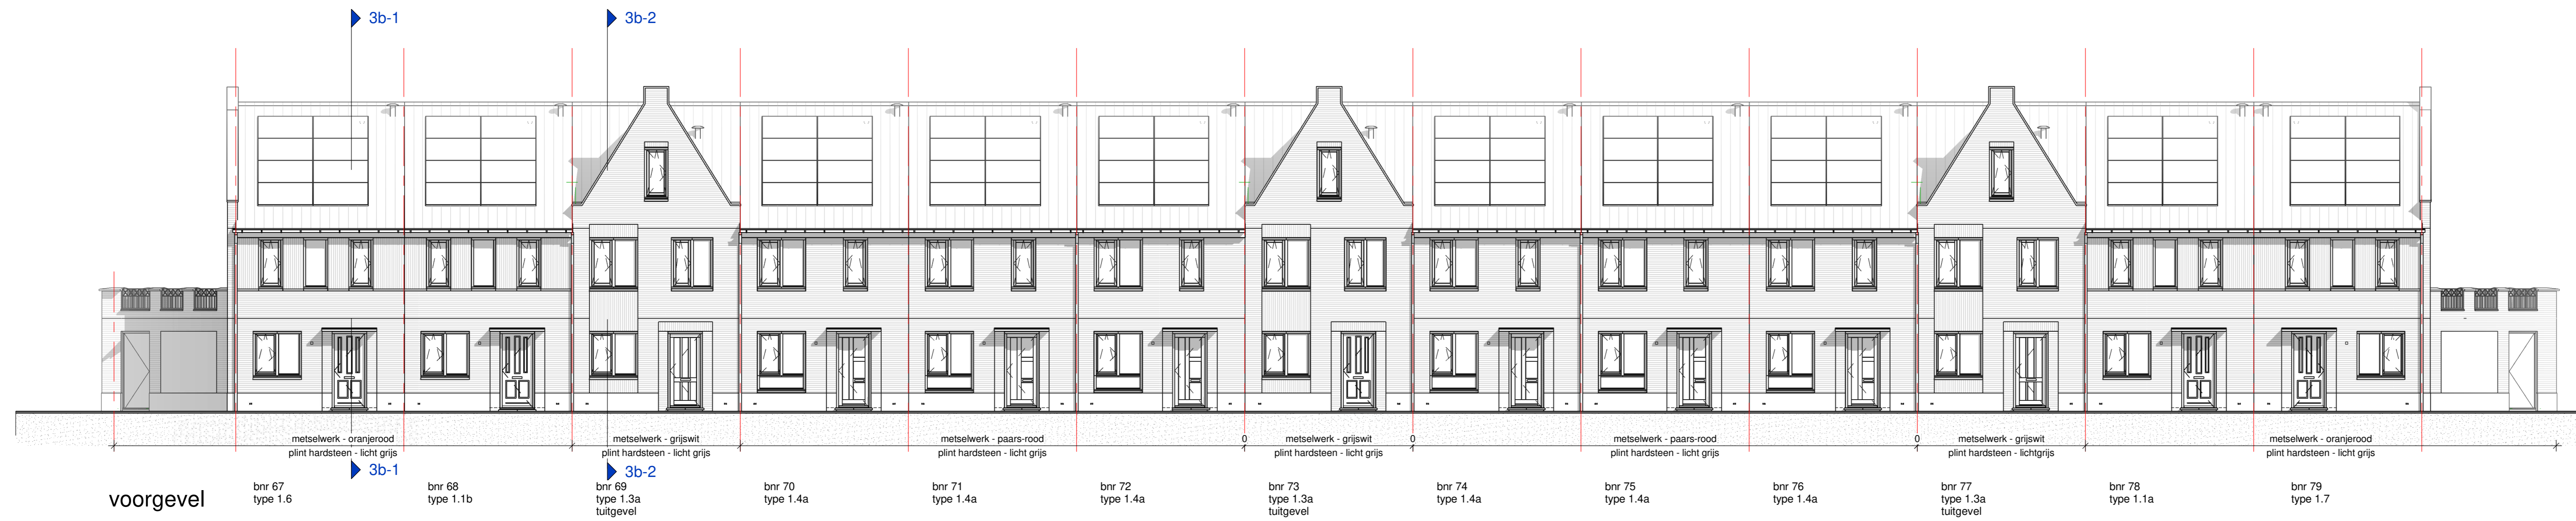 3b-1
3b-2
metselwerk - oranjerood
metselwerk - grijswit
metselwerk - paars-rood
0
metselwerk - grijswit
0
metselwerk - paars-rood
0
metselwerk - grijswit
metselwerk - oranjerood
plint hardsteen - licht grijs
plint hardsteen - licht grijs
plint hardsteen - licht grijs
plint hardsteen - licht grijs
plint hardsteen - licht grijs
plint hardsteen - lichtgrijs
plint hardsteen - licht grijs
3b-1
3b-2
voorgevel
bnr 67
type 1.6
bnr 68
type 1.1b
bnr 69
type 1.3a
tuitgevel
bnr 70
type 1.4a
bnr 71
type 1.4a
bnr 72
type 1.4a
bnr 73
type 1.3a
tuitgevel
bnr 74
type 1.4a
bnr 75
type 1.4a
bnr 76
type 1.4a
bnr 77
type 1.3a
tuitgevel
bnr 78
type 1.1a
bnr 79
type 1.7